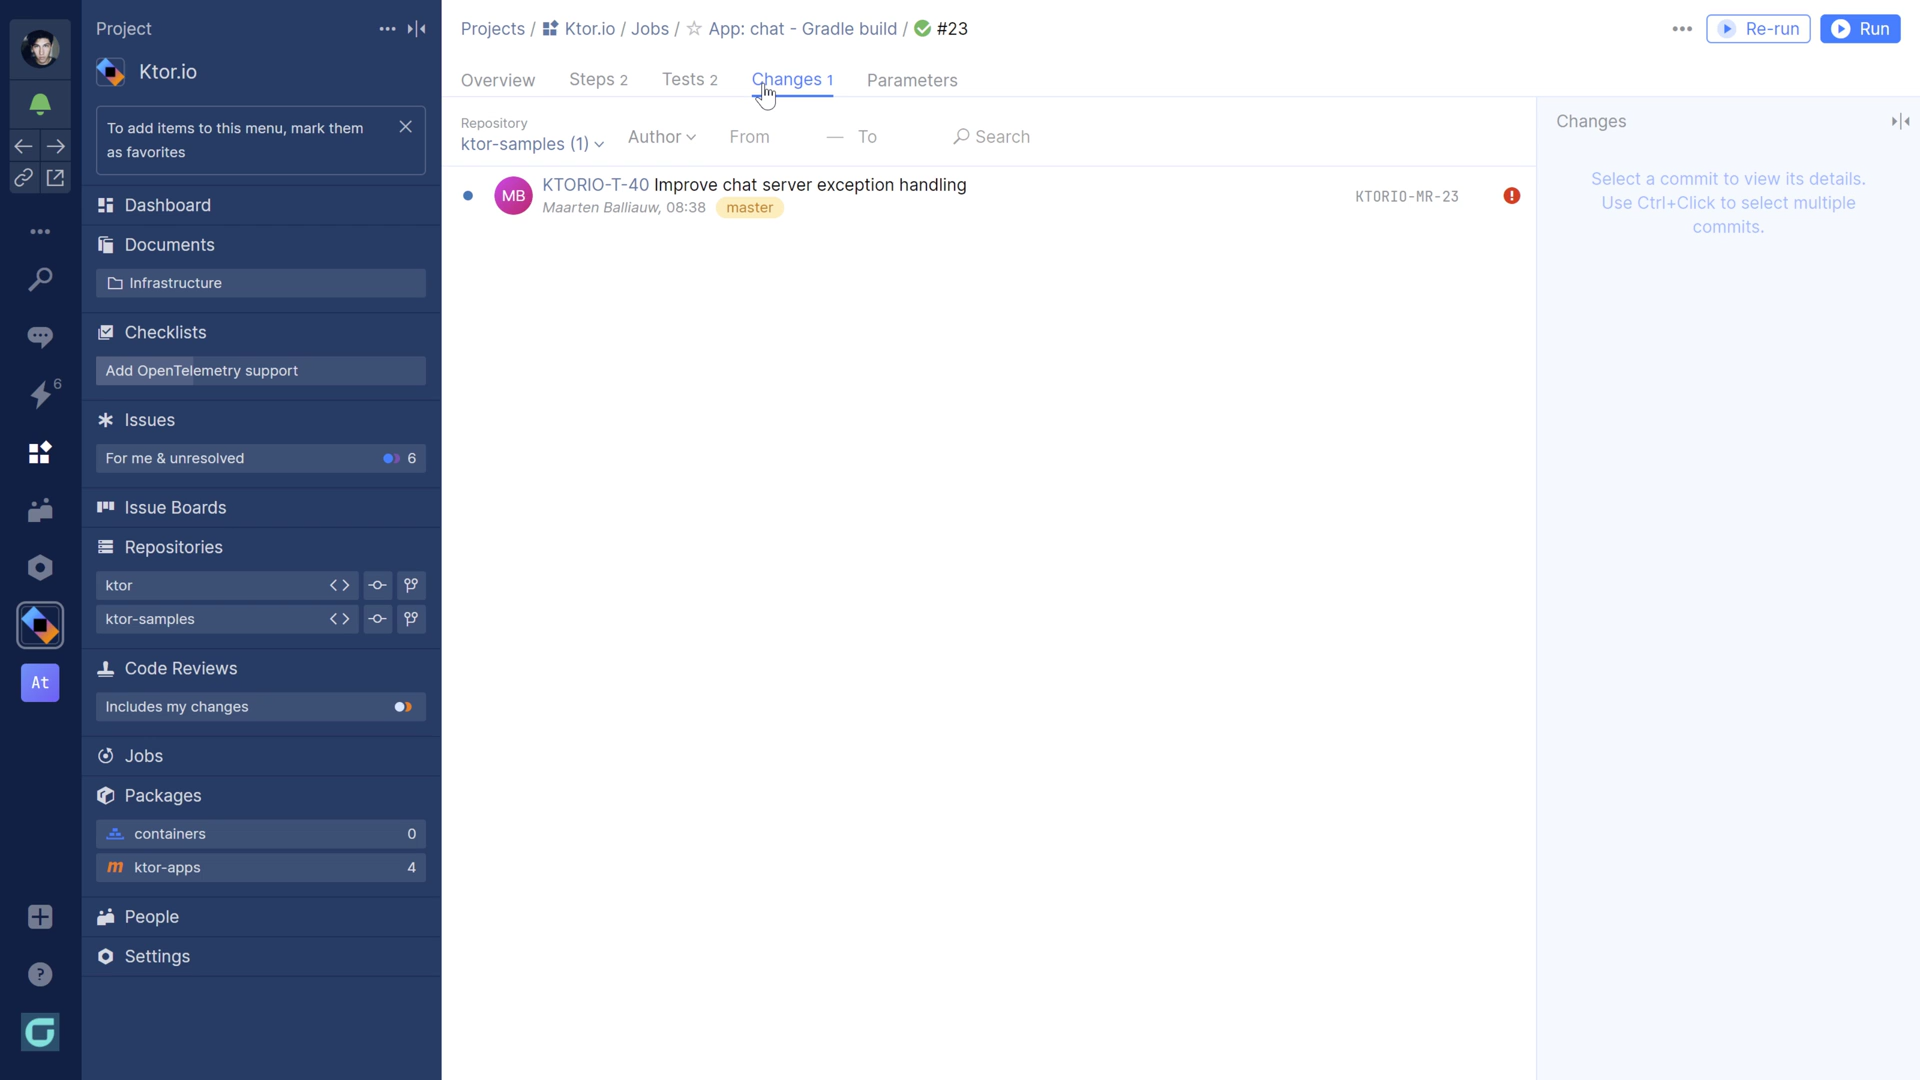 Project
Ktor.io
To add items to this menu, mark them
as favorites
Dashboard
Documents
Infrastructure
Checklists
Add OpenTelemetry support
6
Issues
For me & unresolved 6
Issue Boards
Repositories
ktor
ktor-samples
Code Reviews
At
Includes my changes
Jobs
Packages
containers 0
m ktor-apps 4
People
Settings
?
Projects / Ktor.io / Jobs / App: chat - Gradle build / #23
Re-run
Run
Overview Steps 2 Tests 2 Changes 1 Parameters
Repository
ktor-samples (1)
Author
From — To
Search
MB
KTORIO-T-40 Improve chat server exception handling
Maarten Balliauw, 08:38 master
KTORIO-MR-23
Changes
Select a commit to view its details.
Use Ctrl+Click to select multiple
commits.